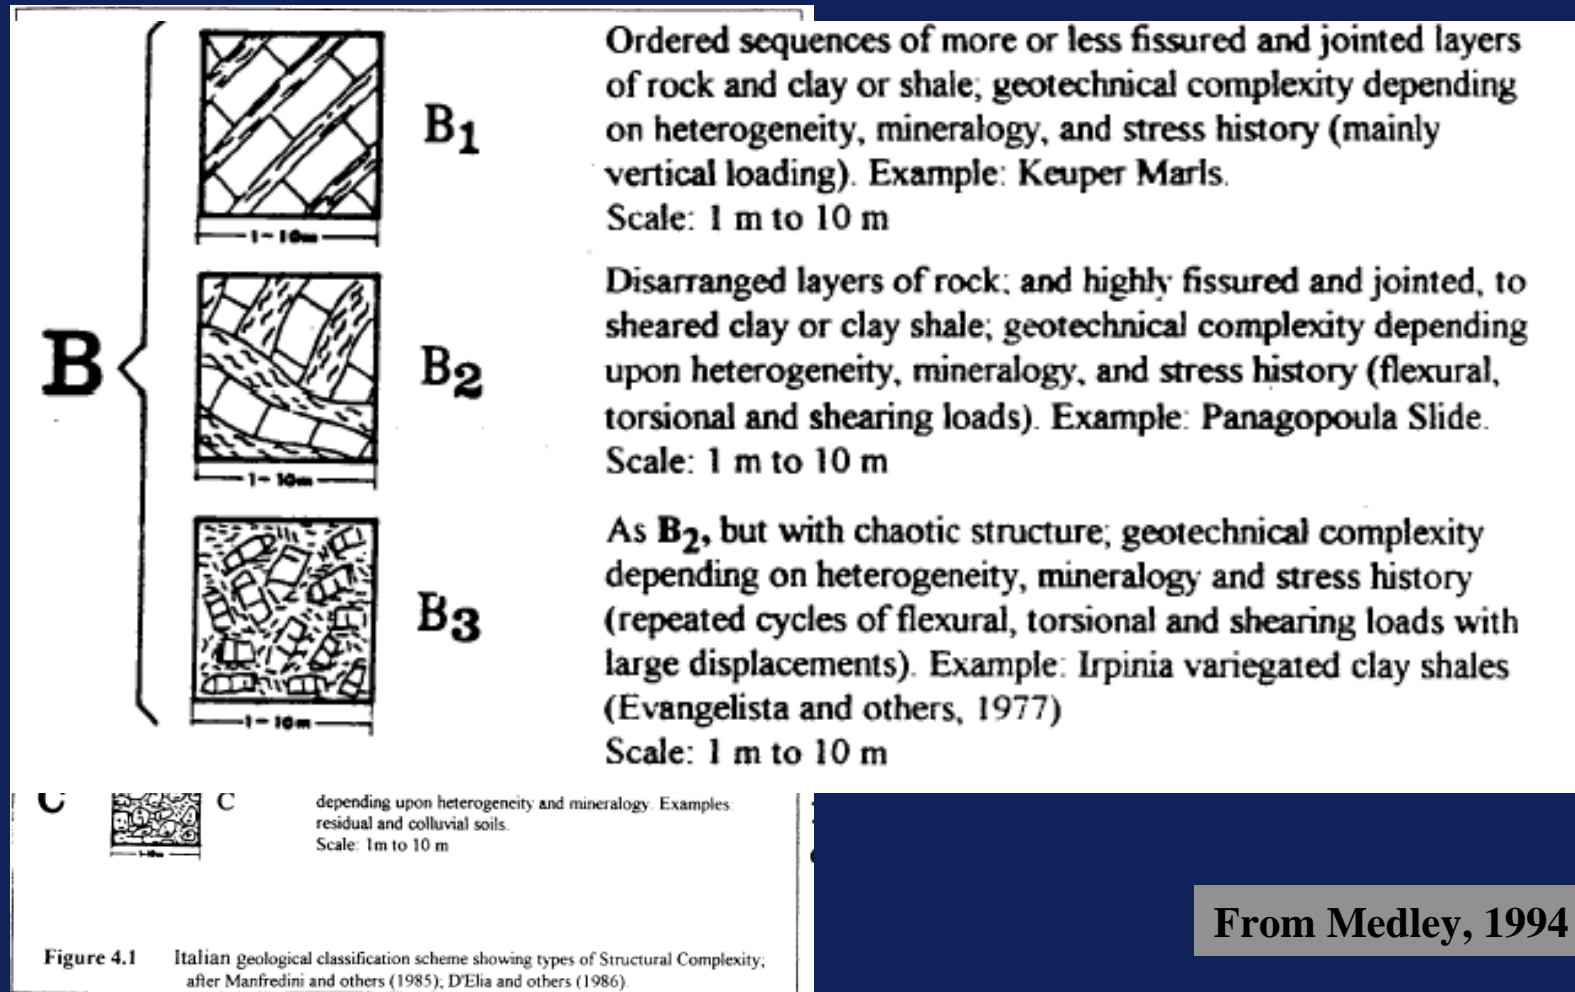 B
B1
Ordered sequences of more or less fissured and jointed layers
of rock and clay or shale; geotechnical complexity depending
on heterogeneity, mineralogy, and stress history (mainly
vertical loading). Example: Keuper Marls.
Scale: 1 m to 10 m
1-10m
B2
Disarranged layers of rock; and highly fissured and jointed, to
sheared clay or clay shale; geotechnical complexity depending
upon heterogeneity, mineralogy, and stress history (flexural,
torsional and shearing loads). Example: Panagopoula Slide.
Scale: 1 m to 10 m
1-10m
B3
As B2, but with chaotic structure; geotechnical complexity
depending on heterogeneity, mineralogy and stress history
(repeated cycles of flexural, torsional and shearing loads with
large displacements). Example: Irpinia variegated clay shales
(Evangelista and others, 1977)
Scale: 1 m to 10 m
1-10m
C
C
depending upon heterogeneity and mineralogy. Examples:
residual and colluvial soils.
Scale: 1m to 10 m
From Medley, 1994
Figure 4.1 Italian geological classification scheme showing types of Structural Complexity;
after Manfredini and others (1985); D'Elia and others (1986).